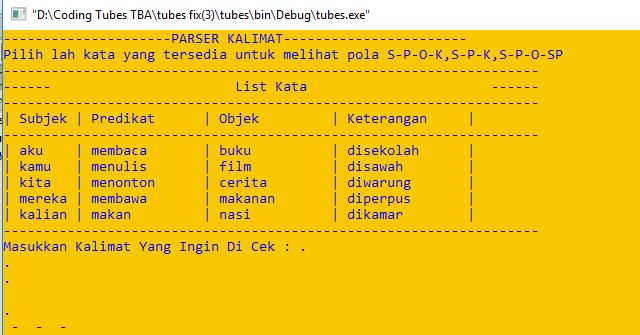 "D:\Coding Tubes TBA\tubes fix(3)\tubes\bin\Debug\tubes.exe"
---------------------PARSER KALIMAT-----------------------
Pilih lah kata yang tersedia untuk melihat pola S-P-O-K,S-P-K,S-P-O-SP
-------------------------------------------------------------------
------                       List Kata                       ------
-------------------------------------------------------------------
| Subjek | Predikat      | Objek         | Keterangan     |
-------------------------------------------------------------------
| aku    | membaca       | buku          | disekolah      |
| kamu   | menulis       | film          | disawah        |
| kita   | menonton      | cerita        | diwarung       |
| mereka | membawa       | makanan       | diperpus       |
| kalian | makan         | nasi          | dikamar        |
-------------------------------------------------------------------
Masukkan Kalimat Yang Ingin Di Cek : .
.
.
.
 -  -  -